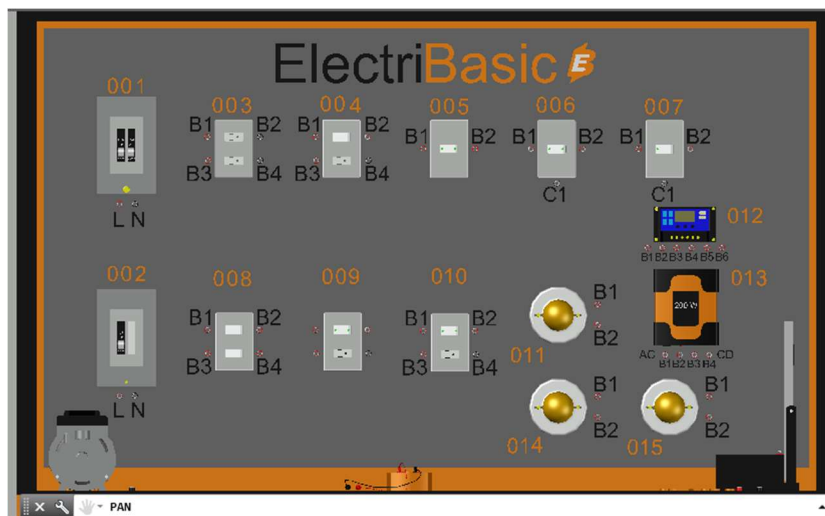 ElectriBasic E
001
003 004 005 006 007
B1 B2 B1 B2 B1 B2 B1 B2 B1 B2
B3 B4 B3 B4
C1 C1
L N
012
B1 B2 B3 B4 B5 B6
002
008 009 010
013
200 W
B1 B2 B1 B2
B3 B4 B3 B4
B1
B2
011
AC CD
B1 B2 B3 B4
L N
B1 B1
B2 B2
014 015
PAN